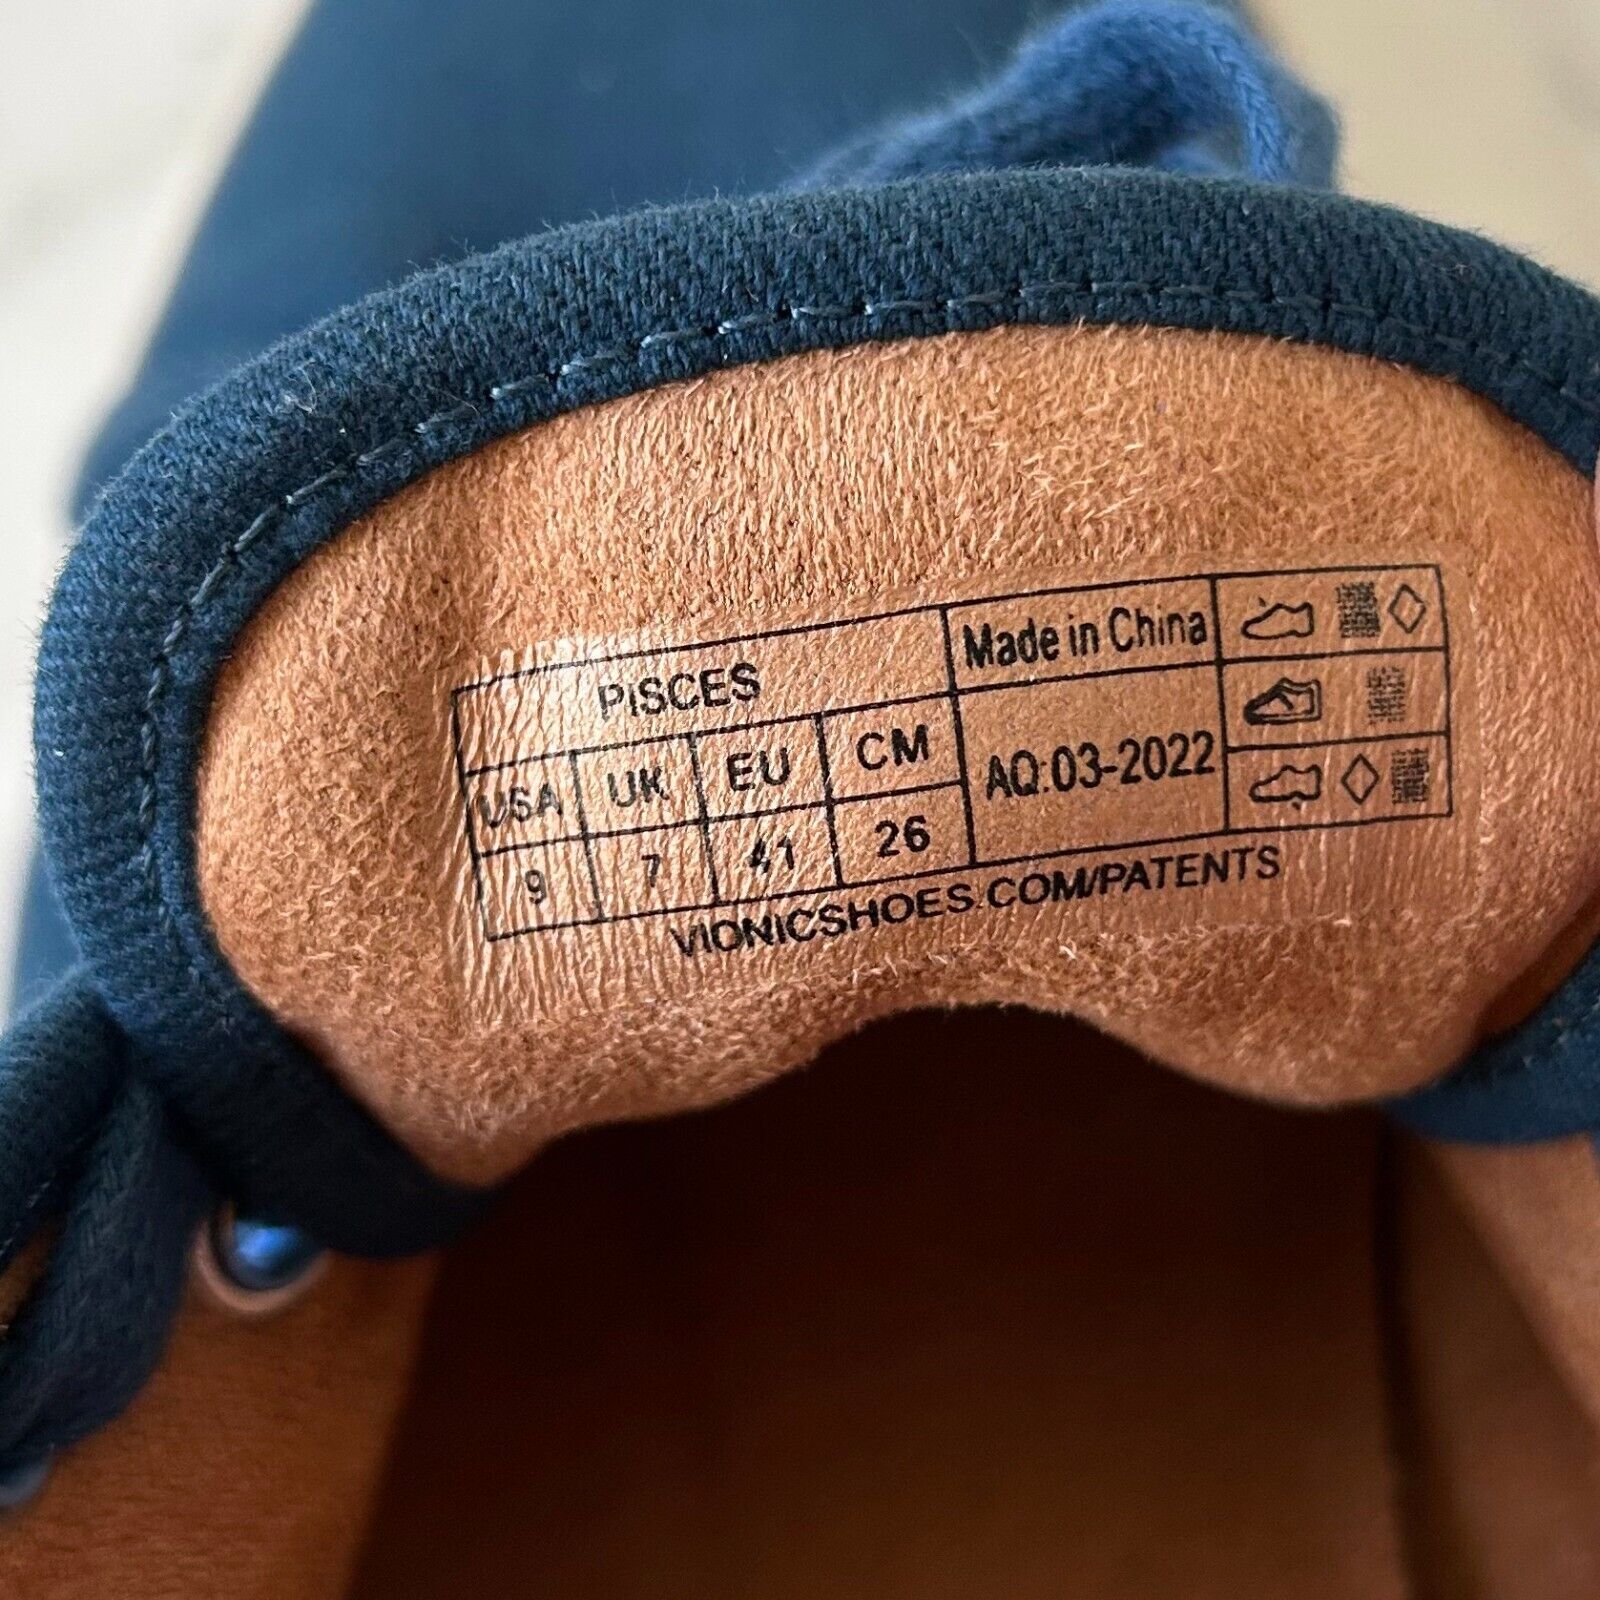 PISCES
Made in China
USA UK EU CM
AQ:03-2022
9 7 41 26
VIONICSHOES.COM/PATENTS